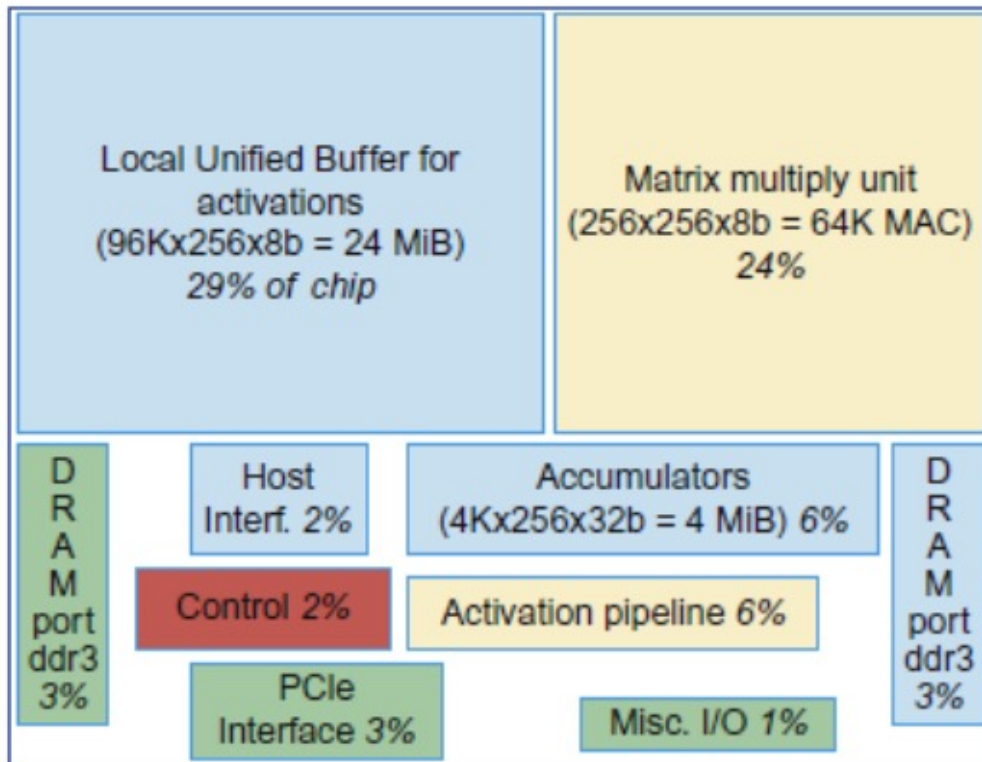 Local Unified Buffer for
activations
(96Kx256x8b = 24 MiB)
29% of chip
Matrix multiply unit
(256x256x8b = 64K MAC)
24%
D
R
A
M
port
ddr3
3%
Host
Interf. 2%
Accumulators
(4Kx256x32b = 4 MiB) 6%
D
R
A
M
port
ddr3
3%
Control 2%
Activation pipeline 6%
PCIe
Interface 3%
Misc. I/O 1%